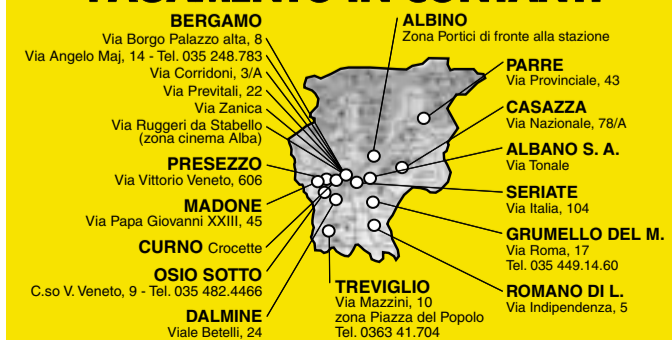 PAGAMENTO IN CONTANTI
BERGAMO
Via Borgo Palazzo alta, 8
Via Angelo Maj, 14 - Tel. 035 248.783
Via Corridoni, 3/A
Via Previtali, 22
Via Zanica
Via Ruggeri da Stabello
(zona cinema Alba)
PRESEZZO
Via Vittorio Veneto, 606
MADONE
Via Papa Giovanni XXIII, 45
CURNO Crocette
OSIO SOTTO
C.so V. Veneto, 9 - Tel. 035 482.4466
DALMINE
Viale Betelli, 24
ALBINO
Zona Portici di fronte alla stazione
PARRE
Via Provinciale, 43
CASAZZA
Via Nazionale, 78/A
ALBANO S. A.
Via Tonale
SERIATE
Via Italia, 104
GRUMELLO DEL M.
Via Roma, 17
Tel. 035 449.14.60
ROMANO DI L.
Via Indipendenza, 5
TREVIGLIO
Via Mazzini, 10
zona Piazza del Popolo
Tel. 0363 41.704